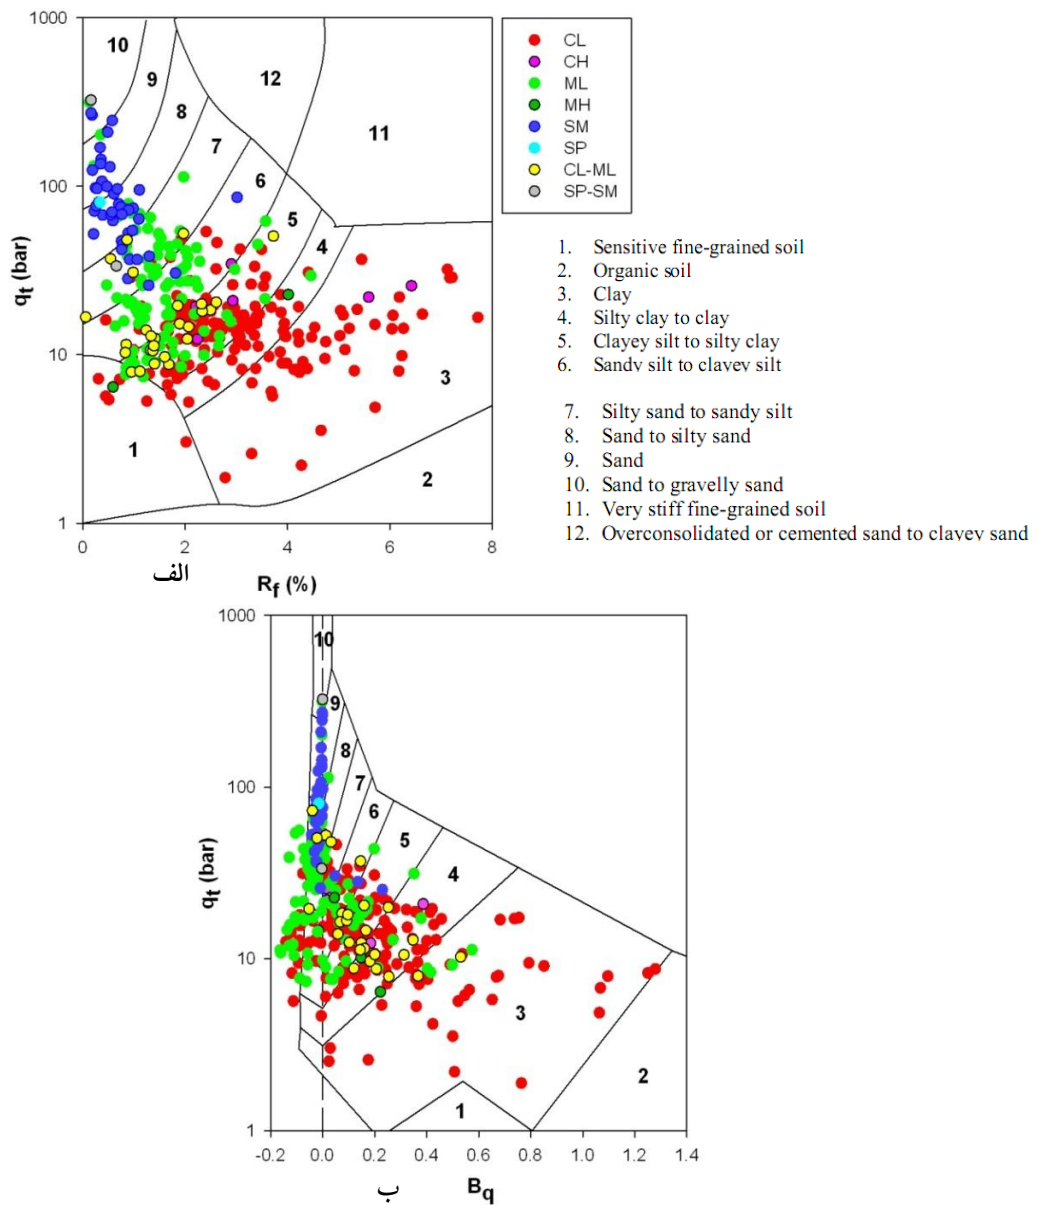 1000
100
10
1
qt (bar)
10
9
8
7
6
5
4
12
11
3
1
2
0
2
4
6
8
الف
Rf (%)
CL
CH
ML
MH
SM
SP
CL-ML
SP-SM
1. Sensitive fine-grained soil
2. Organic soil
3. Clay
4. Silty clay to clay
5. Clayey silt to silty clay
6. Sandv silt to clavev silt
7. Silty sand to sandy silt
8. Sand to silty sand
9. Sand
10. Sand to gravelly sand
11. Very stiff fine-grained soil
12. Overconsolidated or cemented sand to clavev sand
1000
100
10
1
qt (bar)
10
9
8
7
6
5
4
3
2
1
-0.2
0.0
0.2
0.4
0.6
0.8
1.0
1.2
1.4
ب
Bq